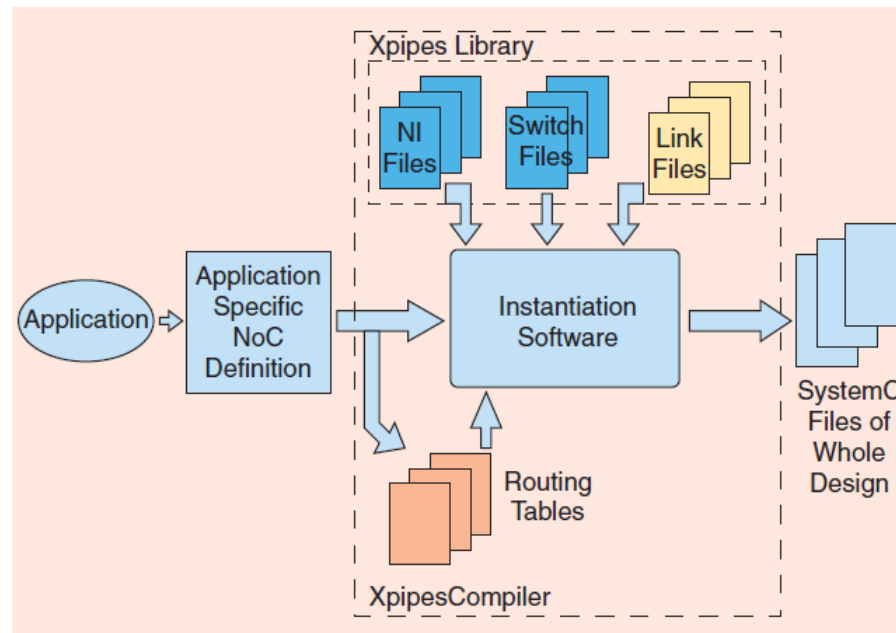 Xpipes Library
NI
Files
Switch
Files
Link
Files
Application
Application
Specific
NoC
Definition
Instantiation
Software
SystemC
Files of
Whole
Design
Routing
Tables
XpipesCompiler